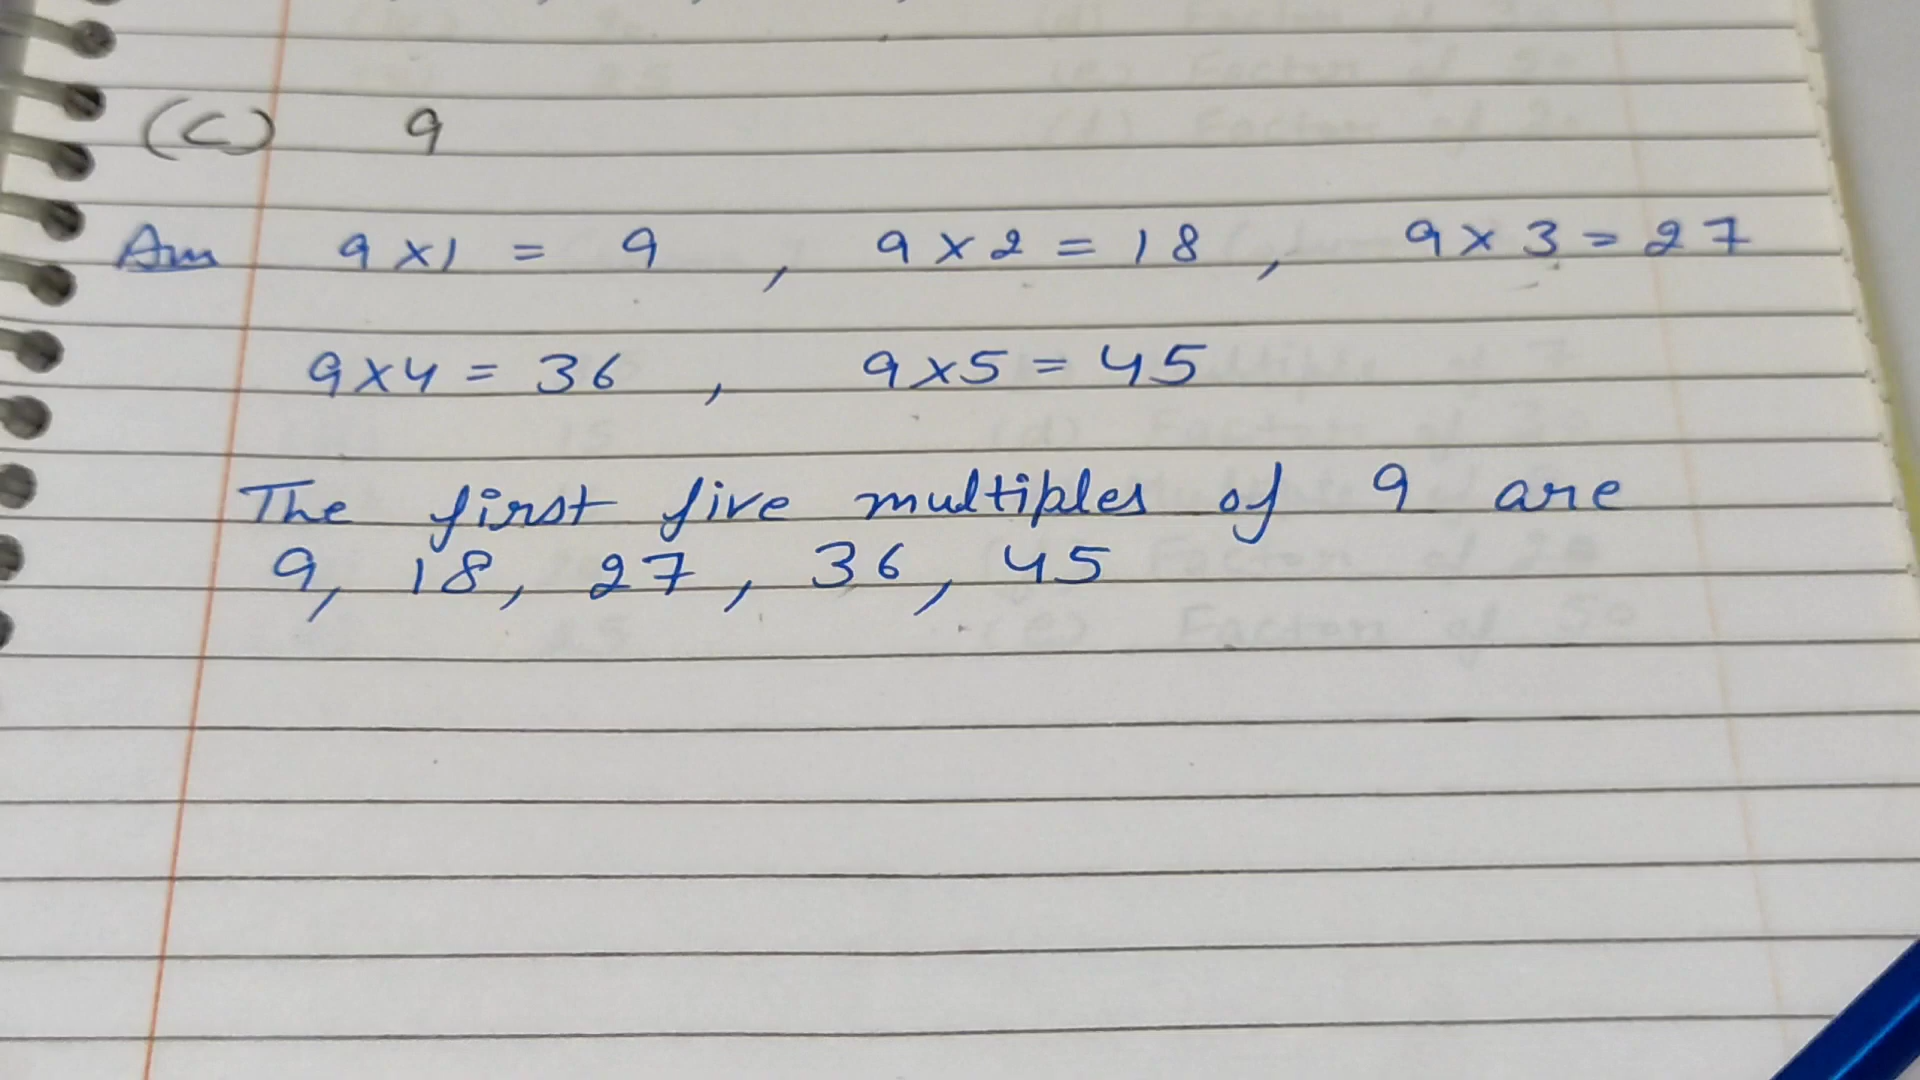 (C) 9
Ans 9 x 1 = 9 , 9 x 2 = 18 , 9 x 3 = 27
9 x 4 = 36 , 9 x 5 = 45
The first five multiples of 9 are
9, 18, 27, 36, 45